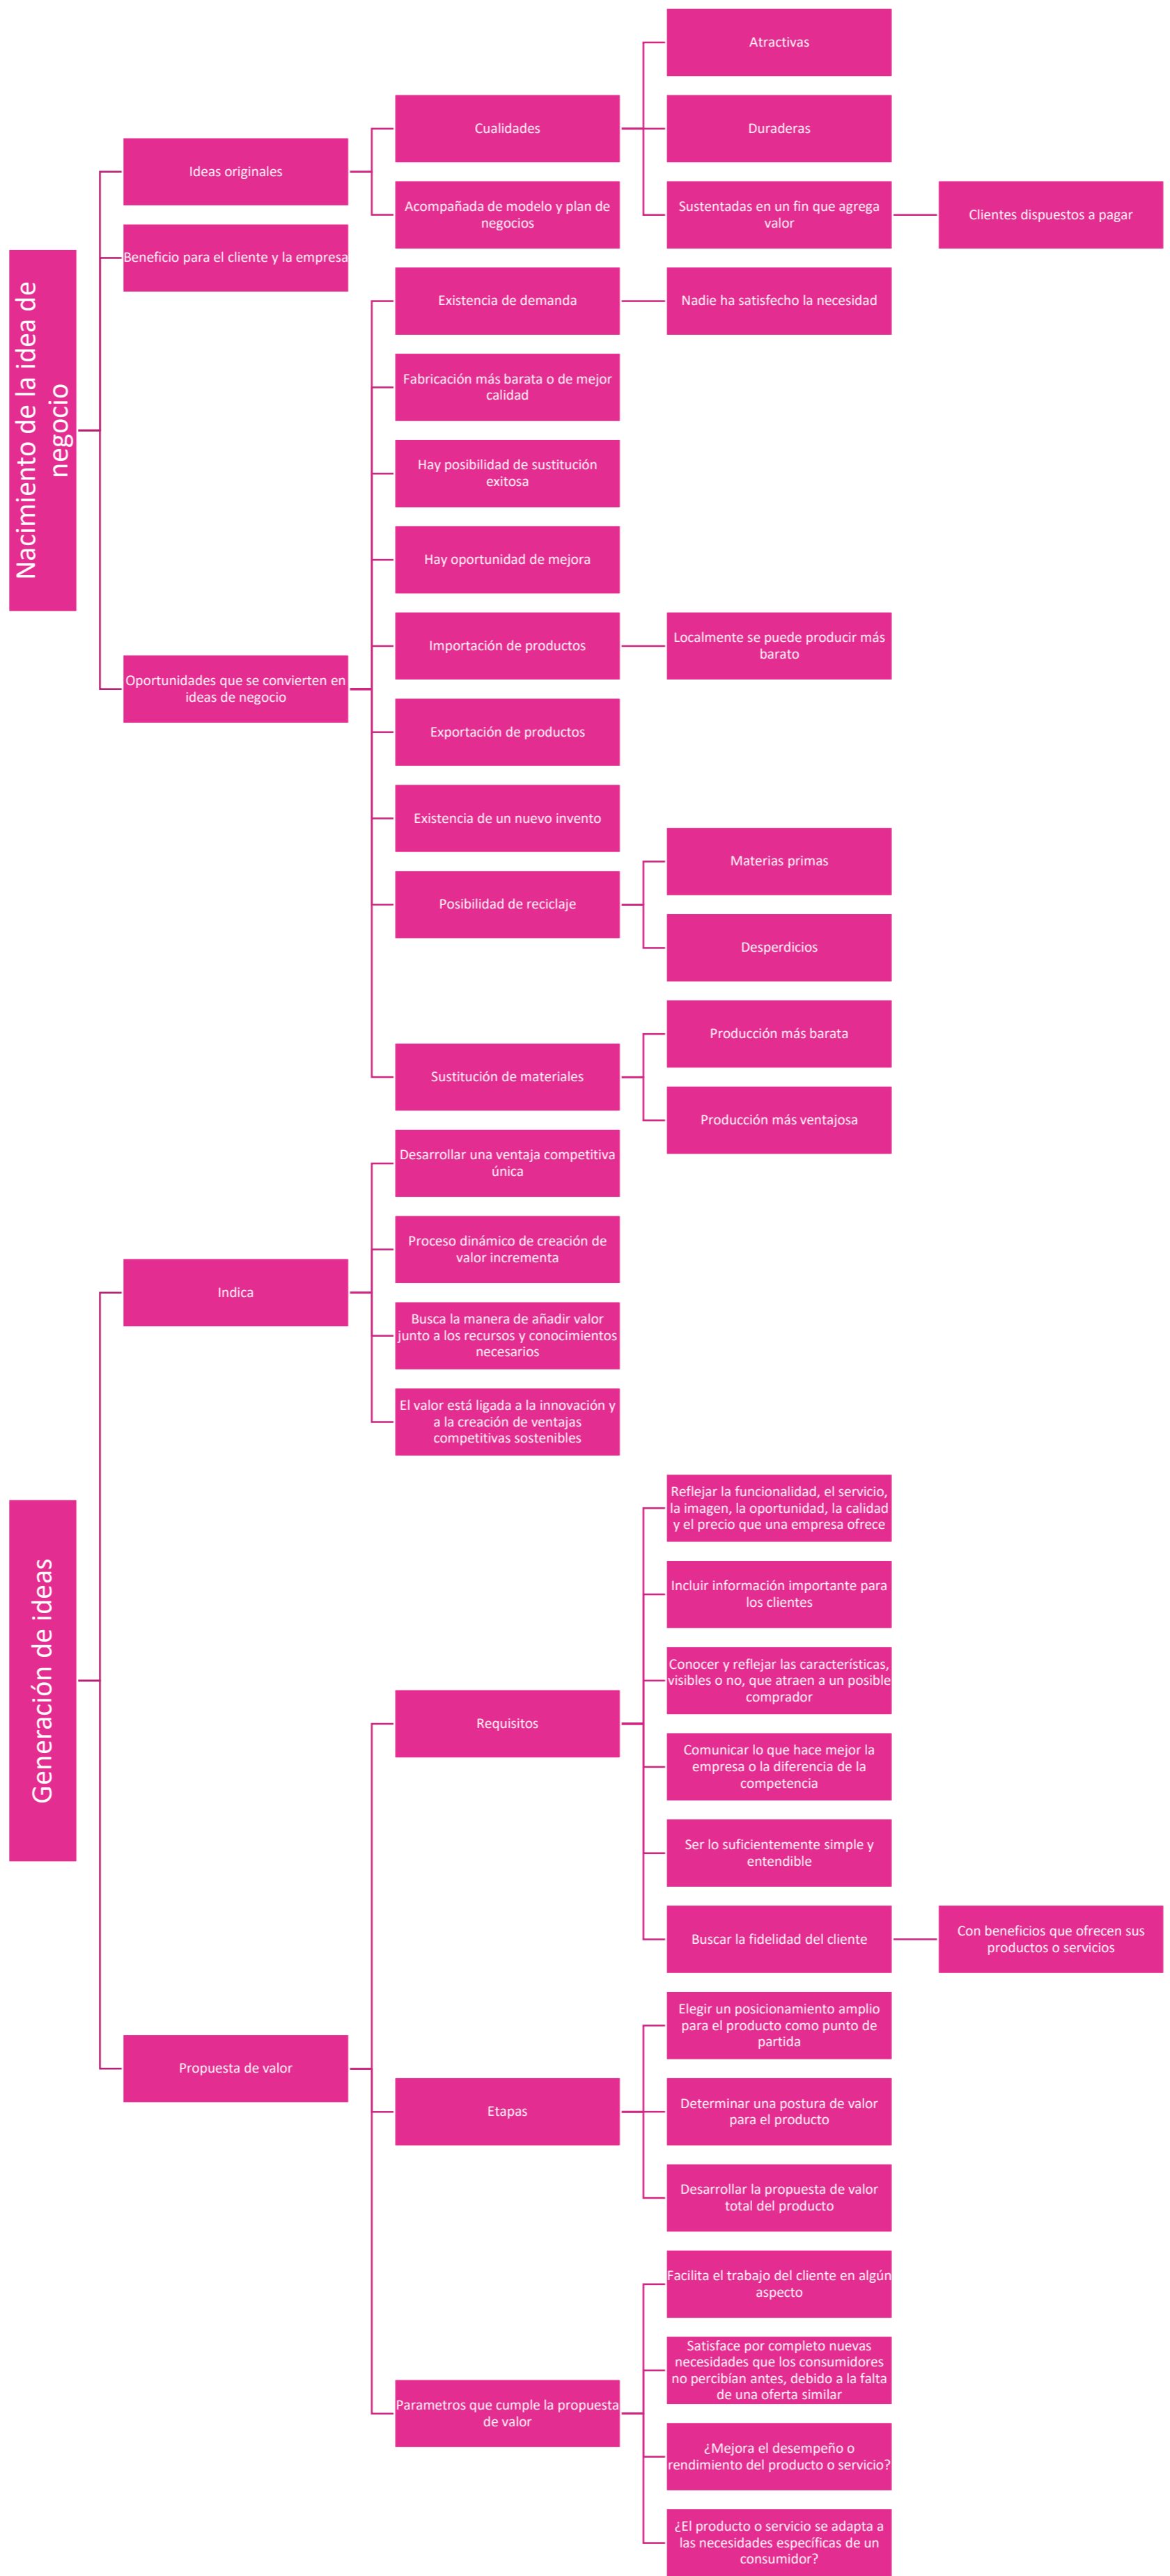 Nacimiento de la idea de
negocio
Ideas originales
Cualidades
Atractivas
Duraderas
Sustentadas en un fin que agrega
valor
Clientes dispuestos a pagar
Acompañada de modelo y plan de
negocios
Beneficio para el cliente y la empresa
Oportunidades que se convierten en
ideas de negocio
Existencia de demanda
Nadie ha satisfecho la necesidad
Fabricación más barata o de mejor
calidad
Hay posibilidad de sustitución
exitosa
Hay oportunidad de mejora
Importación de productos
Localmente se puede producir más
barato
Exportación de productos
Existencia de un nuevo invento
Posibilidad de reciclaje
Materias primas
Desperdicios
Sustitución de materiales
Producción más barata
Producción más ventajosa
Generación de ideas
Indica
Desarrollar una ventaja competitiva
única
Proceso dinámico de creación de
valor incrementa
Busca la manera de añadir valor
junto a los recursos y conocimientos
necesarios
El valor está ligada a la innovación y
a la creación de ventajas
competitivas sostenibles
Propuesta de valor
Requisitos
Reflejar la funcionalidad, el servicio,
la imagen, la oportunidad, la calidad
y el precio que una empresa ofrece
Incluir información importante para
los clientes
Conocer y reflejar las características,
visibles o no, que atraen a un posible
comprador
Comunicar lo que hace mejor la
empresa o la diferencia de la
competencia
Ser lo suficientemente simple y
entendible
Buscar la fidelidad del cliente
Con beneficios que ofrecen sus
productos o servicios
Etapas
Elegir un posicionamiento amplio
para el producto como punto de
partida
Determinar una postura de valor
para el producto
Desarrollar la propuesta de valor
total del producto
Parametros que cumple la propuesta
de valor
Facilita el trabajo del cliente en algún
aspecto
Satisface por completo nuevas
necesidades que los consumidores
no percibían antes, debido a la falta
de una oferta similar
¿Mejora el desempeño o
rendimiento del producto o servicio?
¿El producto o servicio se adapta a
las necesidades específicas de un
consumidor?